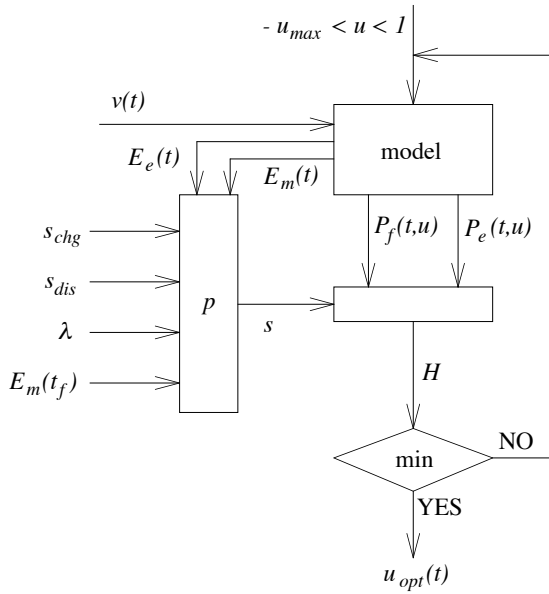 - u_max < u < 1
v(t)
model
E_e(t)
E_m(t)
P_f(t,u)
P_e(t,u)
s_chg
s_dis
p
s
λ
E_m(t_f)
H
min
NO
YES
u_opt(t)